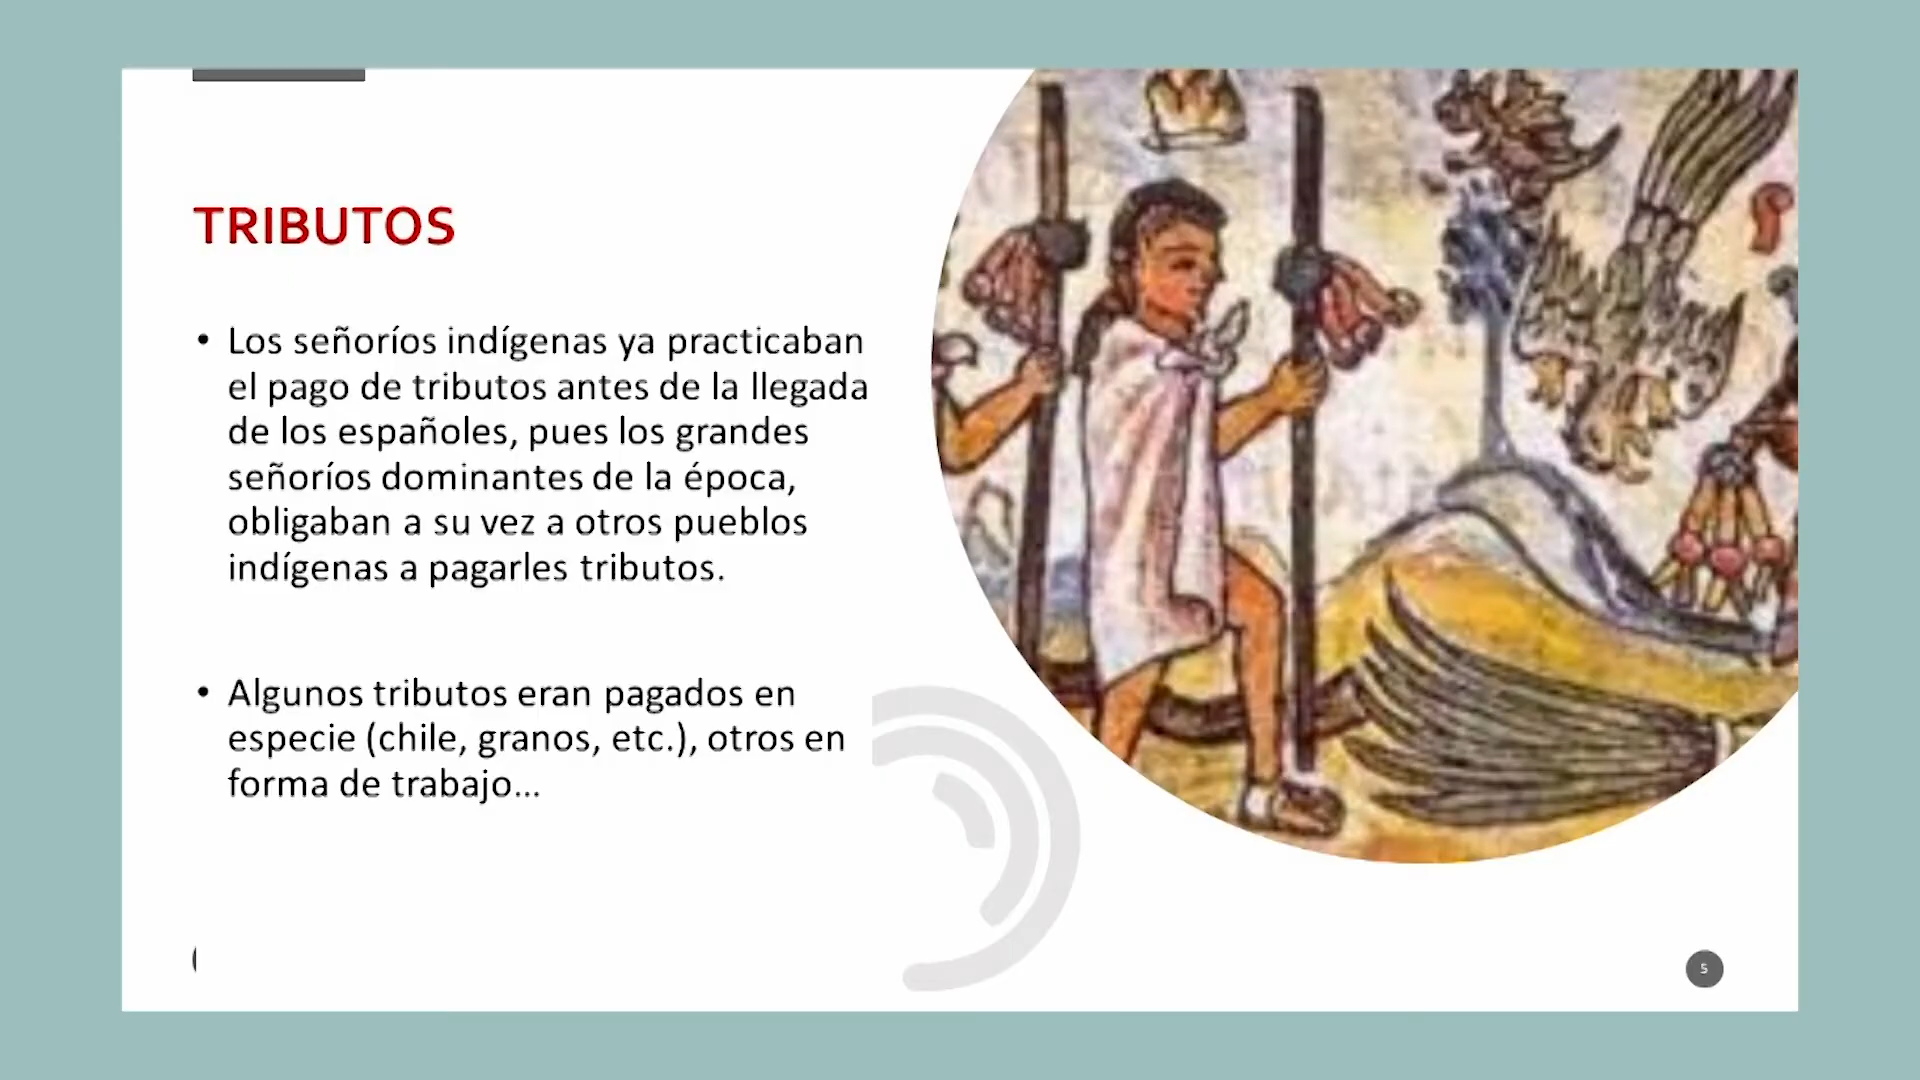 TRIBUTOS
• Los señoríos indígenas ya practicaban
el pago de tributos antes de la llegada
de los españoles, pues los grandes
señoríos dominantes de la época,
obligaban a su vez a otros pueblos
indígenas a pagarles tributos.
• Algunos tributos eran pagados en
especie (chile, granos, etc.), otros en
forma de trabajo...
5